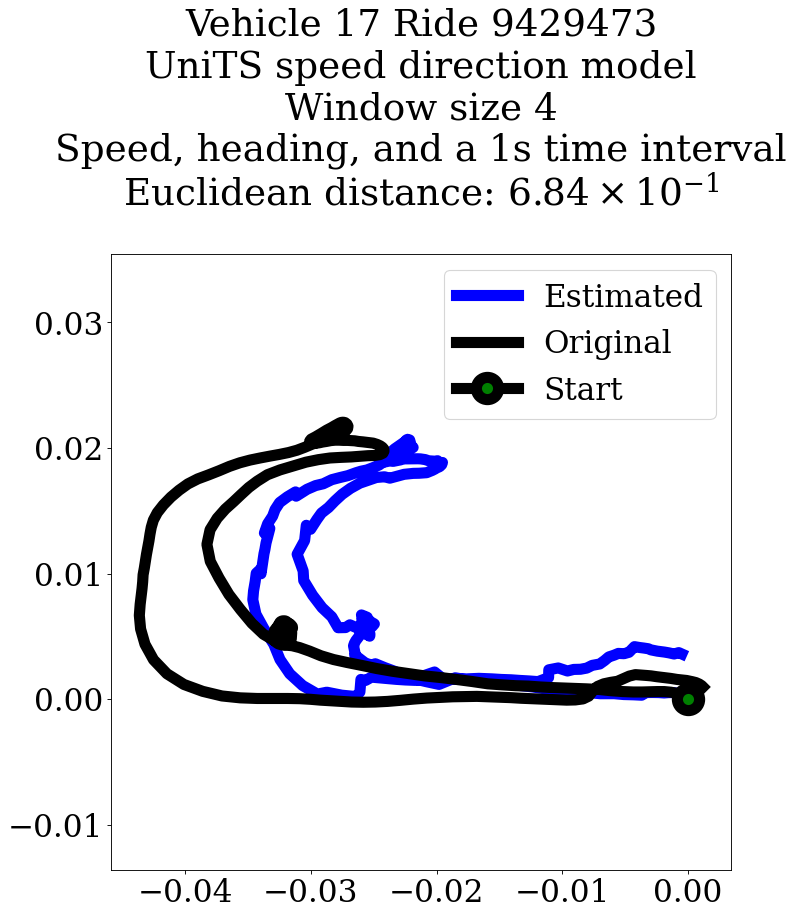 Vehicle 17 Ride 9429473
UniTS speed direction model
Window size 4
Speed, heading, and a 1s time interval
Euclidean distance: 6.84 × 10⁻¹
Estimated
Original
Start
0.03
0.02
0.01
0.00
−0.01
−0.04 −0.03 −0.02 −0.01 0.00